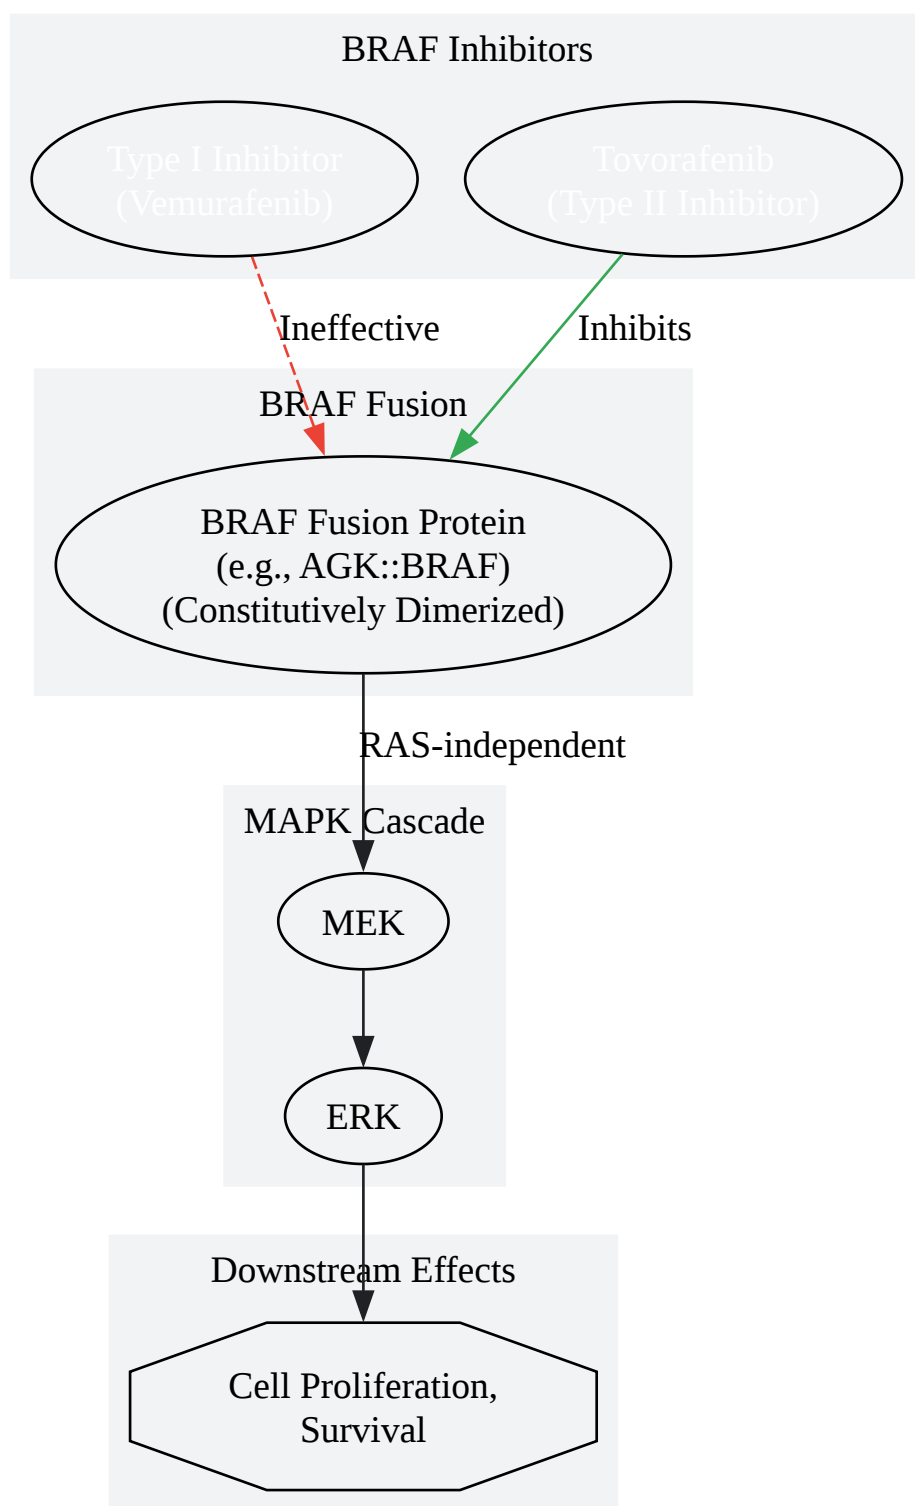 BRAF Inhibitors
Type I Inhibitor
(Vemurafenib)
Tovorafenib
(Type II Inhibitor)
Ineffective
Inhibits
BRAF Fusion
BRAF Fusion Protein
(e.g., AGK::BRAF)
(Constitutively Dimerized)
RAS-independent
MAPK Cascade
MEK
ERK
Downstream Effects
Cell Proliferation,
Survival